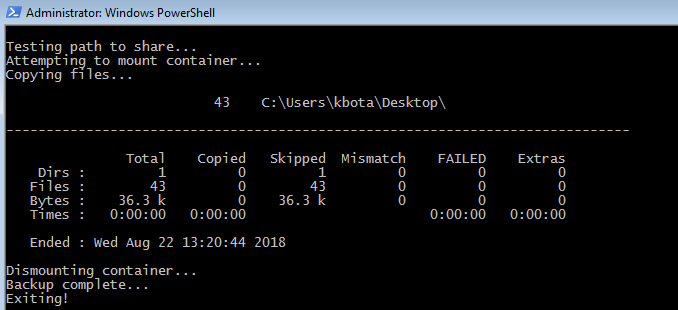 Administrator: Windows PowerShell
Testing path to share...
Attempting to mount container...
Copying files...
43 C:\Users\kbota\Desktop\
------------------------------------------------------------------------------
Total Copied Skipped Mismatch FAILED Extras
Dirs : 1 0 1 0 0 0
Files : 43 0 43 0 0 0
Bytes : 36.3 k 0 36.3 k 0 0 0
Times : 0:00:00 0:00:00 0:00:00 0:00:00
Ended : Wed Aug 22 13:20:44 2018
Dismounting container...
Backup complete...
Exiting!